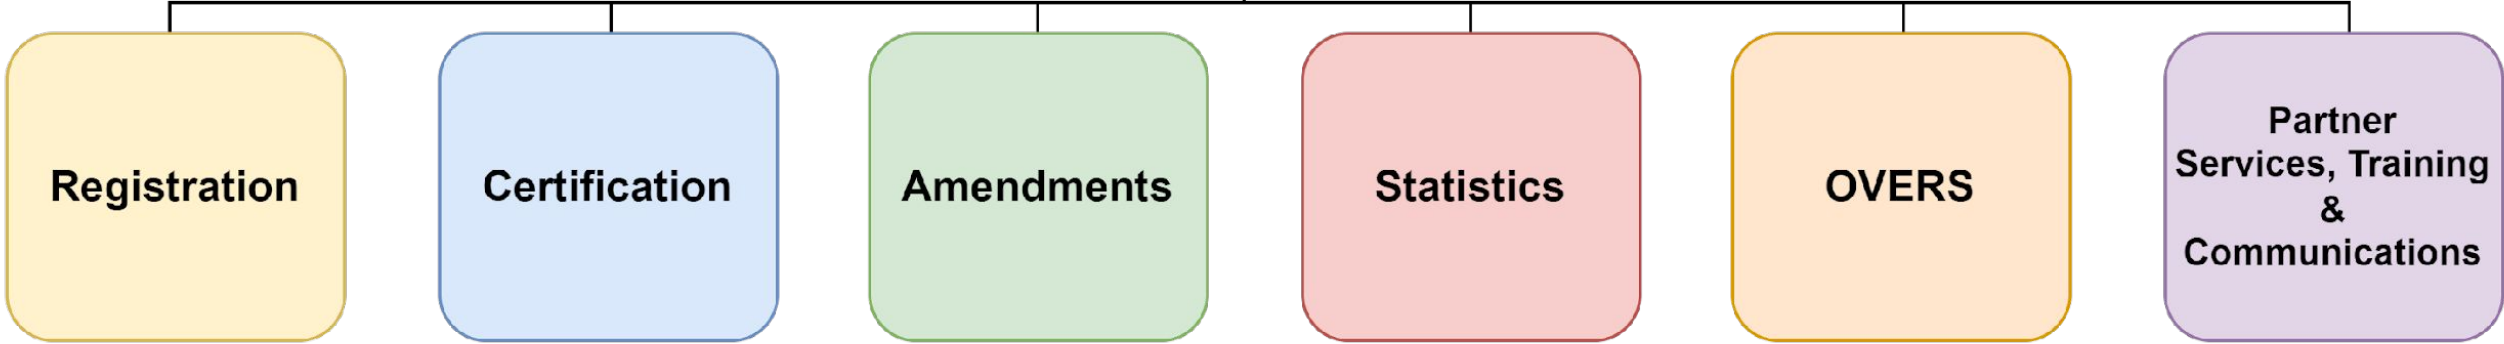 Registration
Certification
Amendments
Statistics
OVERS
Partner
Services, Training
&
Communications